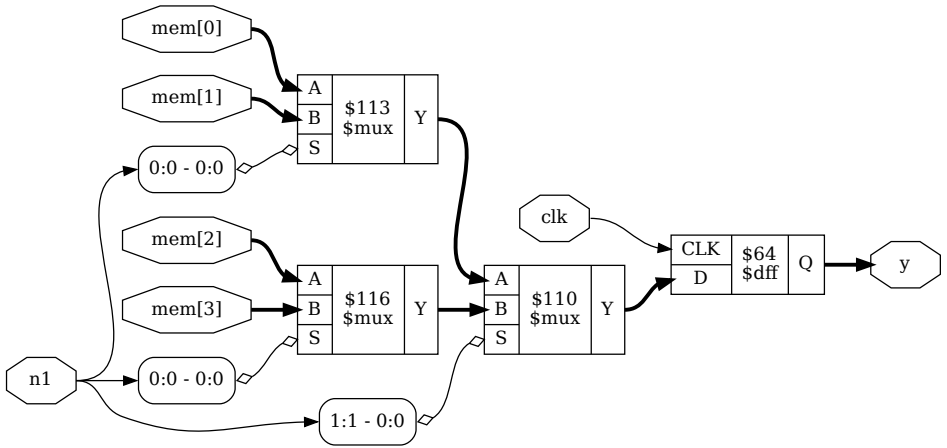 mem[0]
mem[1]
0:0 - 0:0
A
B
S
$113
$mux
Y
mem[2]
mem[3]
0:0 - 0:0
A
B
S
$116
$mux
Y
n1
1:1 - 0:0
A
B
S
$110
$mux
Y
clk
CLK
D
$64
$dff
Q
y